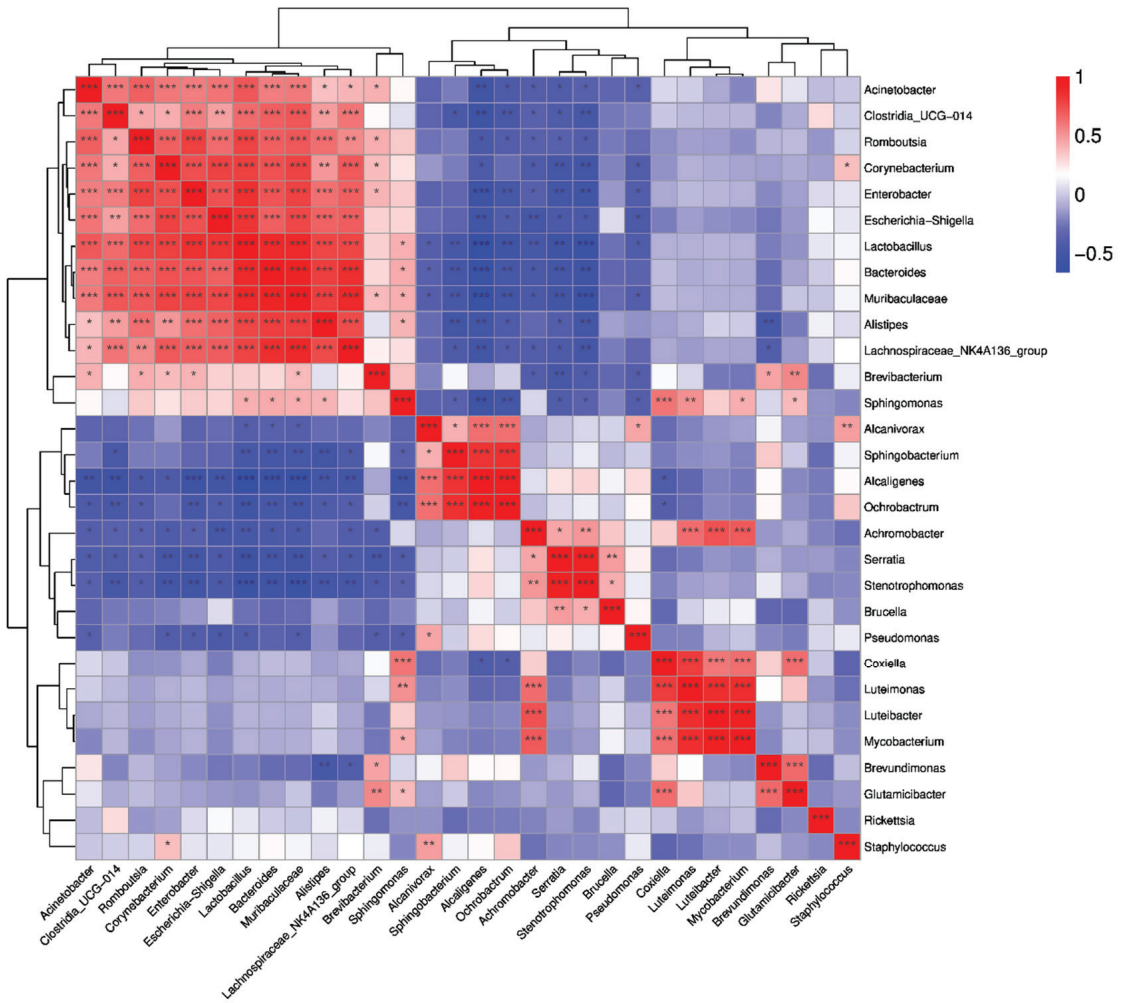 1
0.5
0
−0.5
Acinetobacter
Clostridia_UCG−014
Romboutsia
Corynebacterium
Enterobacter
Escherichia−Shigella
Lactobacillus
Bacteroides
Muribaculaceae
Alistipes
Lachnospiraceae_NK4A136_group
Brevibacterium
Sphingomonas
Alcanivorax
Sphingobacterium
Alcaligenes
Ochrobactrum
Achromobacter
Serratia
Stenotrophomonas
Brucella
Pseudomonas
Coxiella
Luteimonas
Luteibacter
Mycobacterium
Brevundimonas
Glutamicibacter
Rickettsia
Staphylococcus
Acinetobacter
Clostridia_UCG−014
Romboutsia
Corynebacterium
Enterobacter
Escherichia−Shigella
Lactobacillus
Bacteroides
Muribaculaceae
Alistipes
Lachnospiraceae_NK4A136_group
Brevibacterium
Sphingomonas
Alcanivorax
Sphingobacterium
Alcaligenes
Ochrobactrum
Achromobacter
Serratia
Stenotrophomonas
Brucella
Pseudomonas
Coxiella
Luteimonas
Luteibacter
Mycobacterium
Brevundimonas
Glutamicibacter
Rickettsia
Staphylococcus